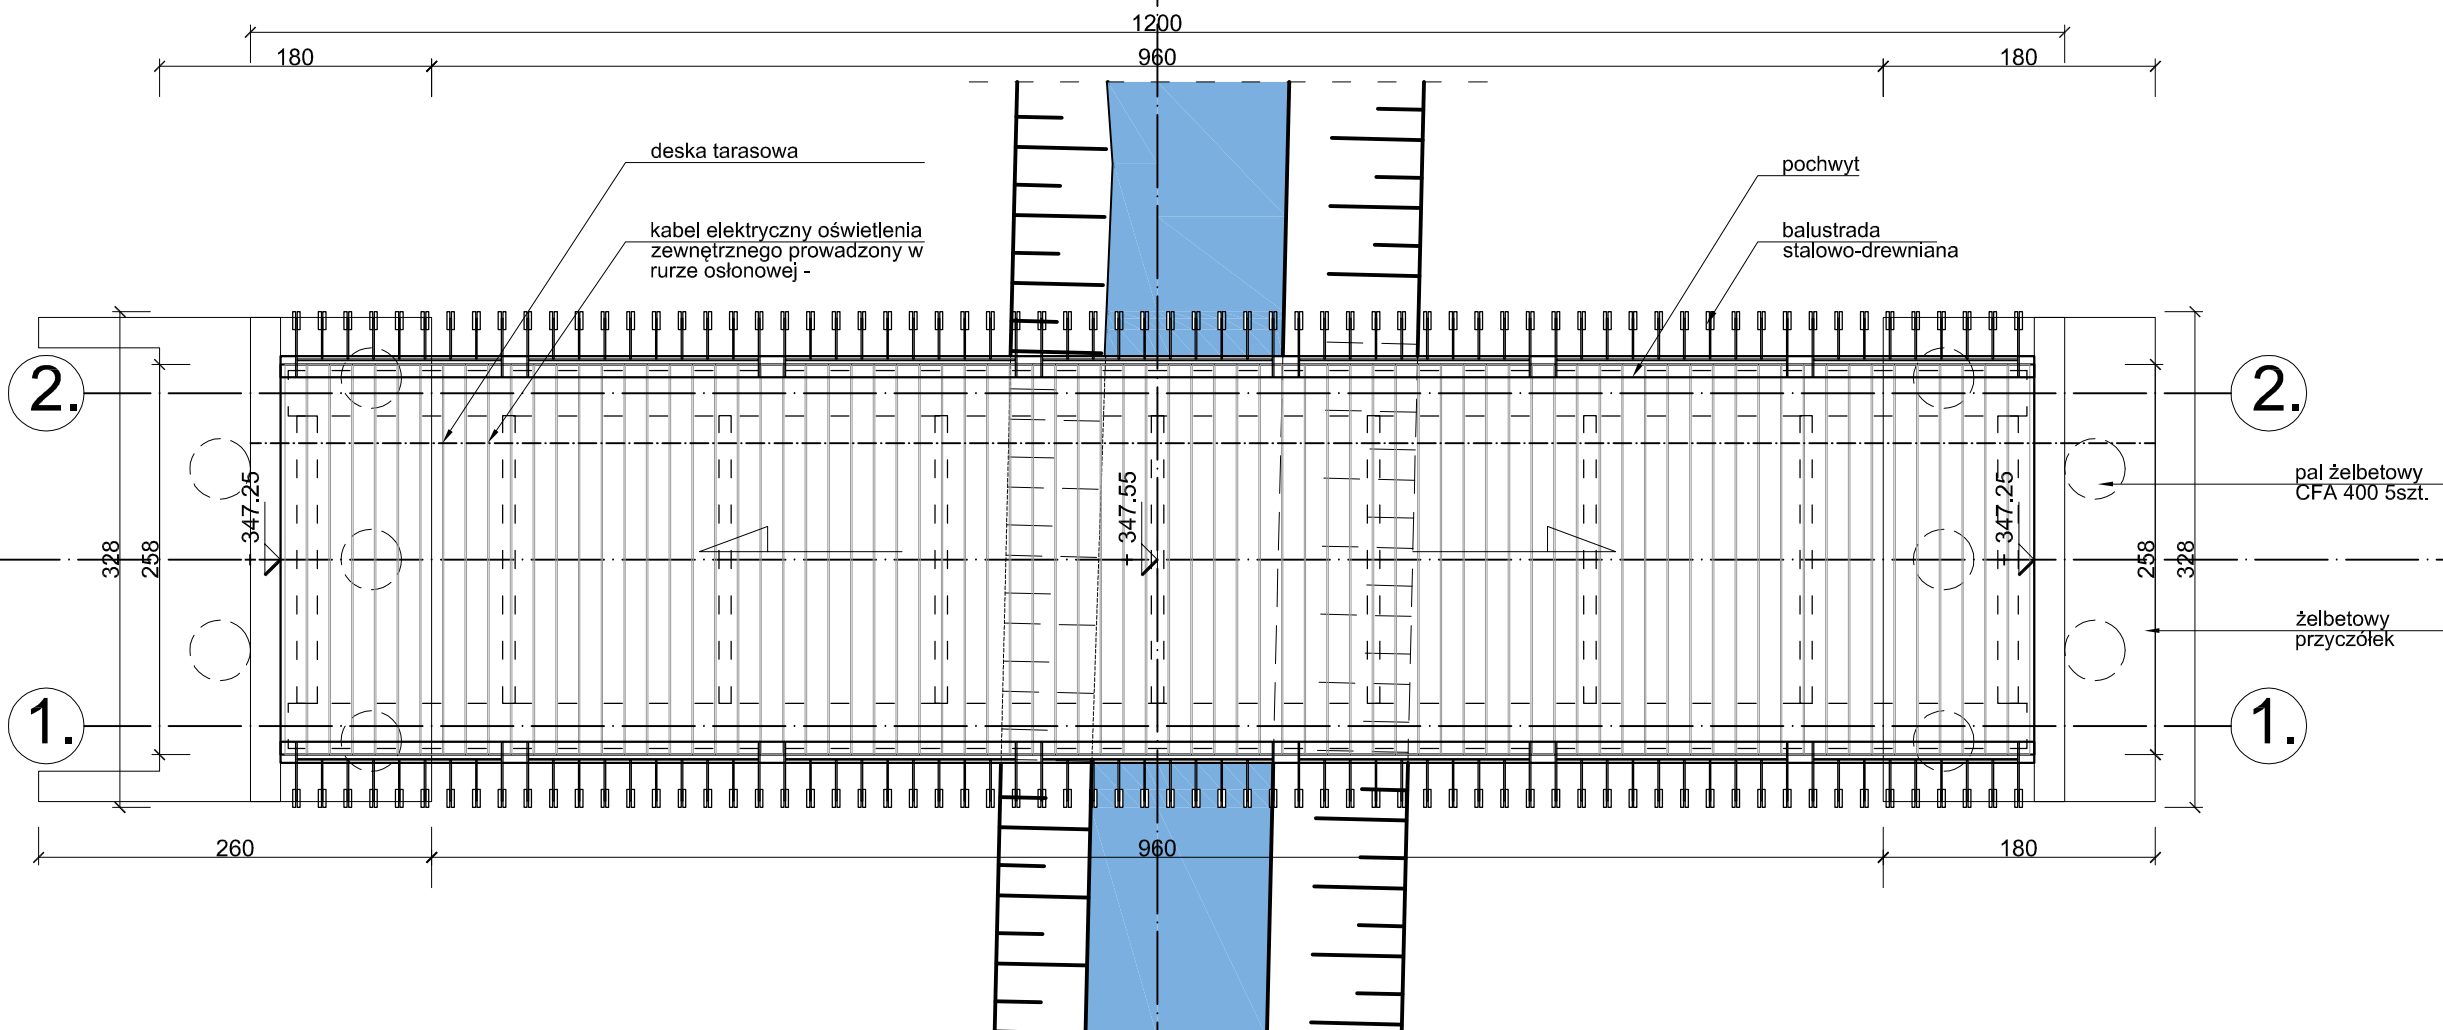 1200
180
960
180
deska tarasowa
pochwyt
kabel elektryczny oświetlenia
zewnętrznego prowadzony w
rurze osłonowej -
balustrada
stalowo-drewniana
2.
2.
347.25
347.55
347.25
pal żelbetowy
CFA 400 5szt.
328
258
258
328
żelbetowy
przyczółek
1.
1.
260
960
180